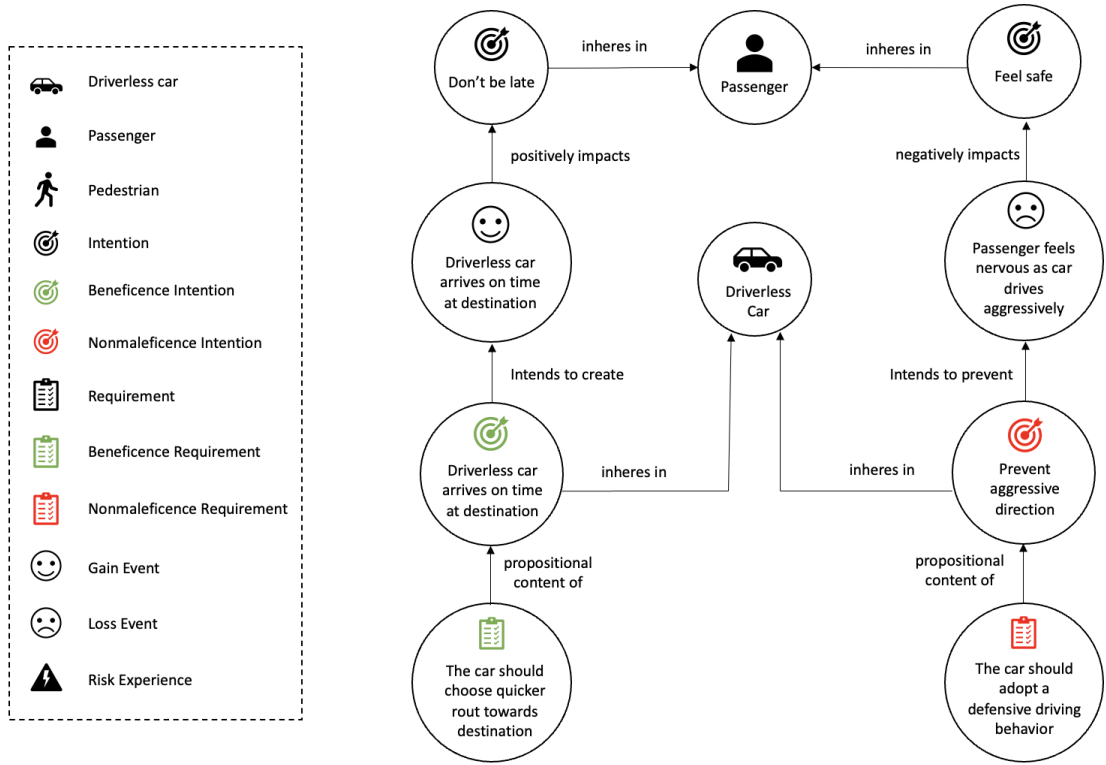 Driverless car
Passenger
Pedestrian
Intention
Beneficence Intention
Nonmaleficence Intention
Requirement
Beneficence Requirement
Nonmaleficence Requirement
Gain Event
Loss Event
Risk Experience
Don't be late
inheres in
Passenger
inheres in
Feel safe
positively impacts
negatively impacts
Driverless car
arrives on time
at destination
Driverless
Car
Passenger feels
nervous as car
drives
aggressively
Intends to create
Intends to prevent
Driverless car
arrives on time
at destination
inheres in
inheres in
Prevent
aggressive
direction
propositional
content of
propositional
content of
The car should
choose quicker
rout towards
destination
The car should
adopt a
defensive driving
behavior